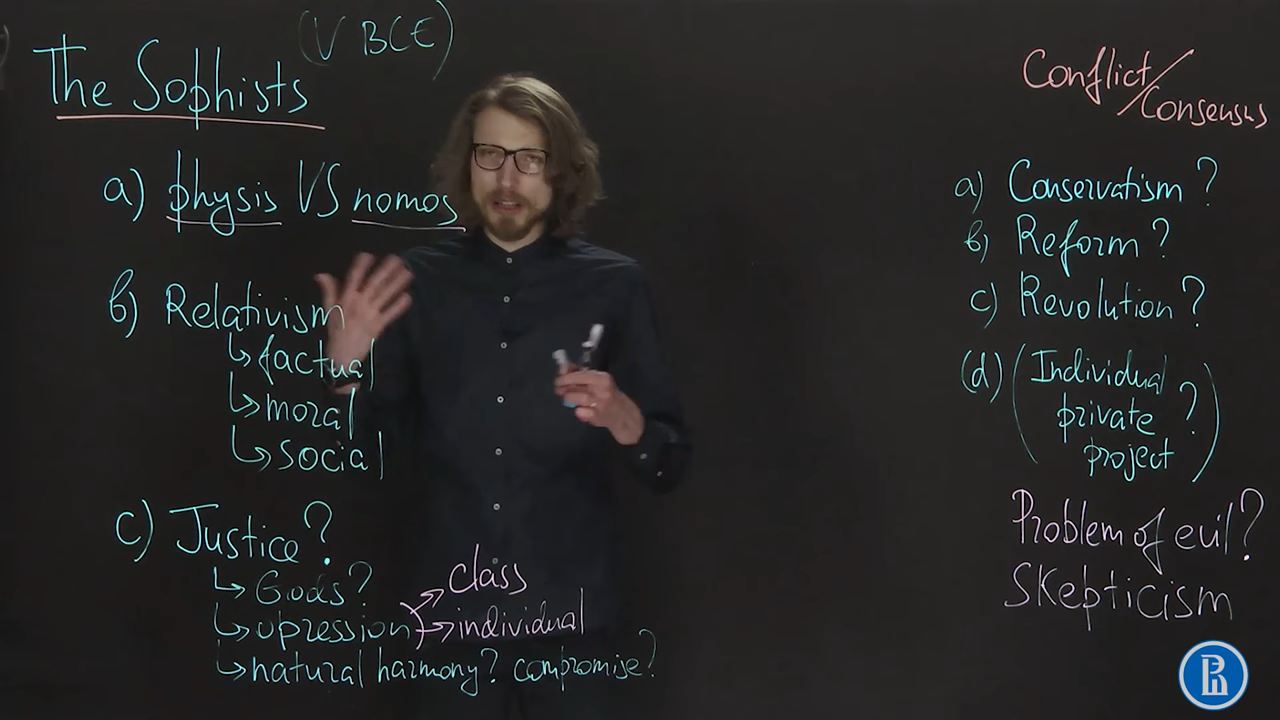 The Sophists (V BCE)
a) physis VS nomos
b) Relativism
↳ factual
↳ moral
↳ social
c) Justice?
↳ Gods?
↳ opression → class
→ individual
↳ natural harmony? compromise?
Conflict/
Consensus
a) Conservatism?
b) Reform?
c) Revolution?
(d) (Individual
private ?
project)
Problem of evil?
Skepticism